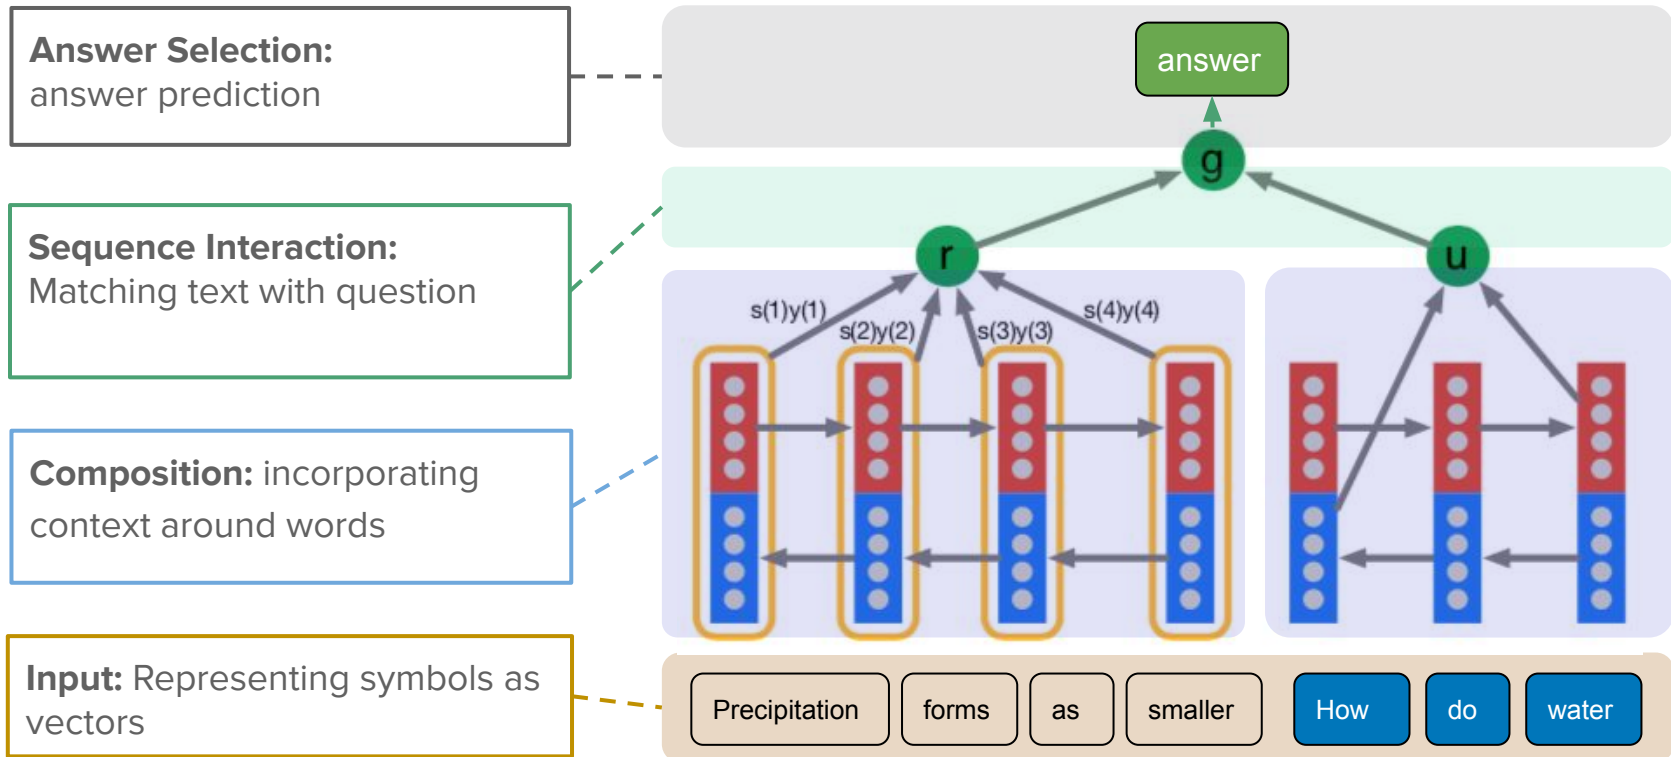 Answer Selection:
answer prediction
answer
g
Sequence Interaction:
Matching text with question
r
u
s(1)y(1)
s(2)y(2)
s(3)y(3)
s(4)y(4)
Composition: incorporating
context around words
Input: Representing symbols as
vectors
Precipitation forms as smaller How do water